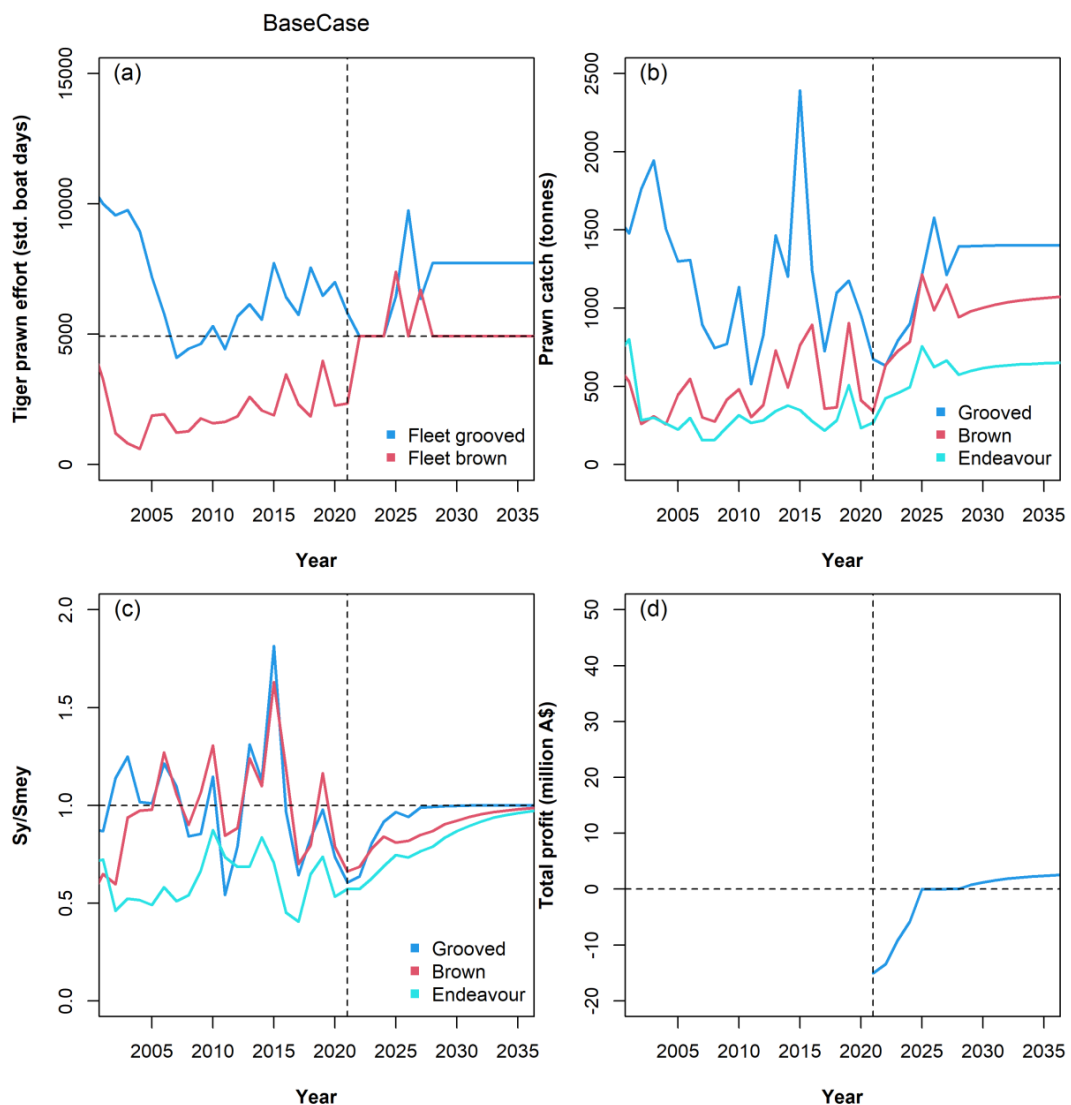 BaseCase
(a)
Tiger prawn effort (std. boat days)
15000
10000
5000
0
Fleet grooved
Fleet brown
2005 2010 2015 2020 2025 2030 2035
Year
(b)
Prawn catch (tonnes)
2500
2000
1500
1000
500
0
Grooved
Brown
Endeavour
2005 2010 2015 2020 2025 2030 2035
Year
(c)
Sy/Smey
2.0
1.5
1.0
0.5
0.0
Grooved
Brown
Endeavour
2005 2010 2015 2020 2025 2030 2035
Year
(d)
Total profit (million A$)
50
40
30
20
10
0
-10
-20
2005 2010 2015 2020 2025 2030 2035
Year